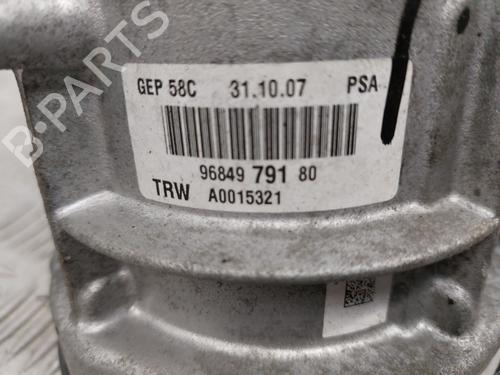 B-PARTS
GEP 58C 31.10.07 PSA
96849 791 80
TRW A0015321